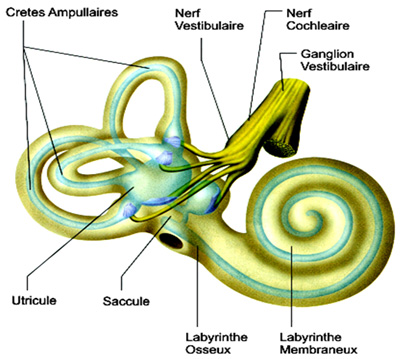 Cretes Ampullaires
Nerf
Vestibulaire
Nerf
Cochleaire
Ganglion
Vestibulaire
Utricule
Saccule
Labyrinthe
Osseux
Labyrinthe
Membraneux